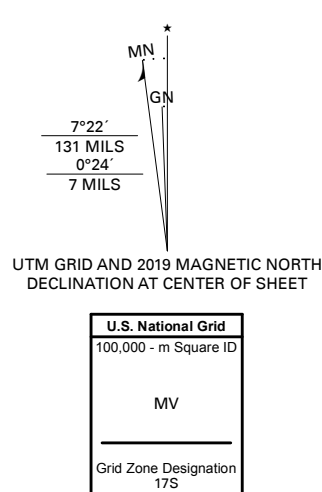 ★
MN
GN
7°22´
131 MILS
0°24´
7 MILS
UTM GRID AND 2019 MAGNETIC NORTH
DECLINATION AT CENTER OF SHEET
U.S. National Grid
100,000 - m Square ID
MV
Grid Zone Designation
17S